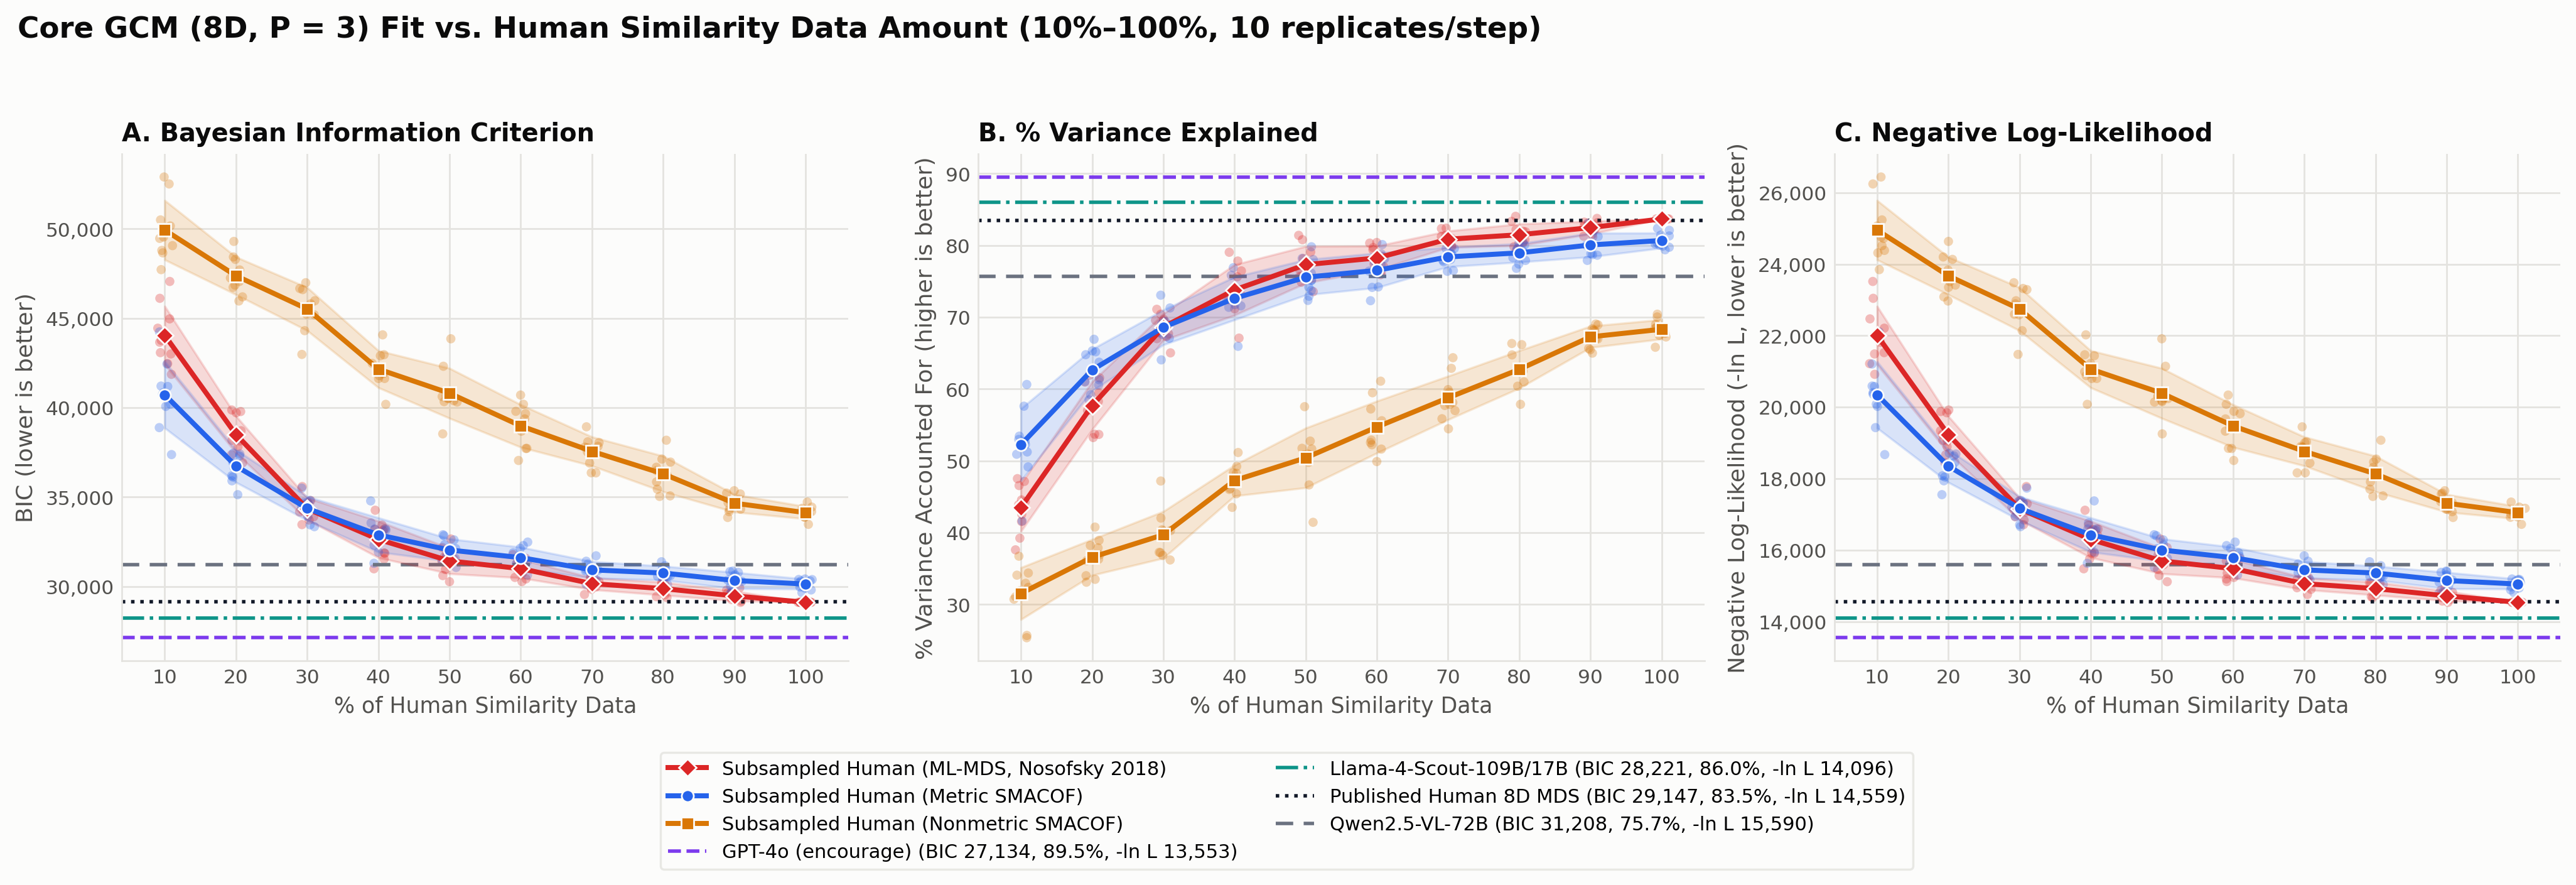 Core GCM (8D, P = 3) Fit vs. Human Similarity Data Amount (10%–100%, 10 replicates/step)
A. Bayesian Information Criterion
BIC (lower is better)
50,000
45,000
40,000
35,000
30,000
10 20 30 40 50 60 70 80 90 100
% of Human Similarity Data
B. % Variance Explained
% Variance Accounted For (higher is better)
90
80
70
60
50
40
30
10 20 30 40 50 60 70 80 90 100
% of Human Similarity Data
C. Negative Log-Likelihood
Negative Log-Likelihood (-ln L, lower is better)
26,000
24,000
22,000
20,000
18,000
16,000
14,000
10 20 30 40 50 60 70 80 90 100
% of Human Similarity Data
Subsampled Human (ML-MDS, Nosofsky 2018)
Subsampled Human (Metric SMACOF)
Subsampled Human (Nonmetric SMACOF)
GPT-4o (encourage) (BIC 27,134, 89.5%, -ln L 13,553)
Llama-4-Scout-109B/17B (BIC 28,221, 86.0%, -ln L 14,096)
Published Human 8D MDS (BIC 29,147, 83.5%, -ln L 14,559)
Qwen2.5-VL-72B (BIC 31,208, 75.7%, -ln L 15,590)